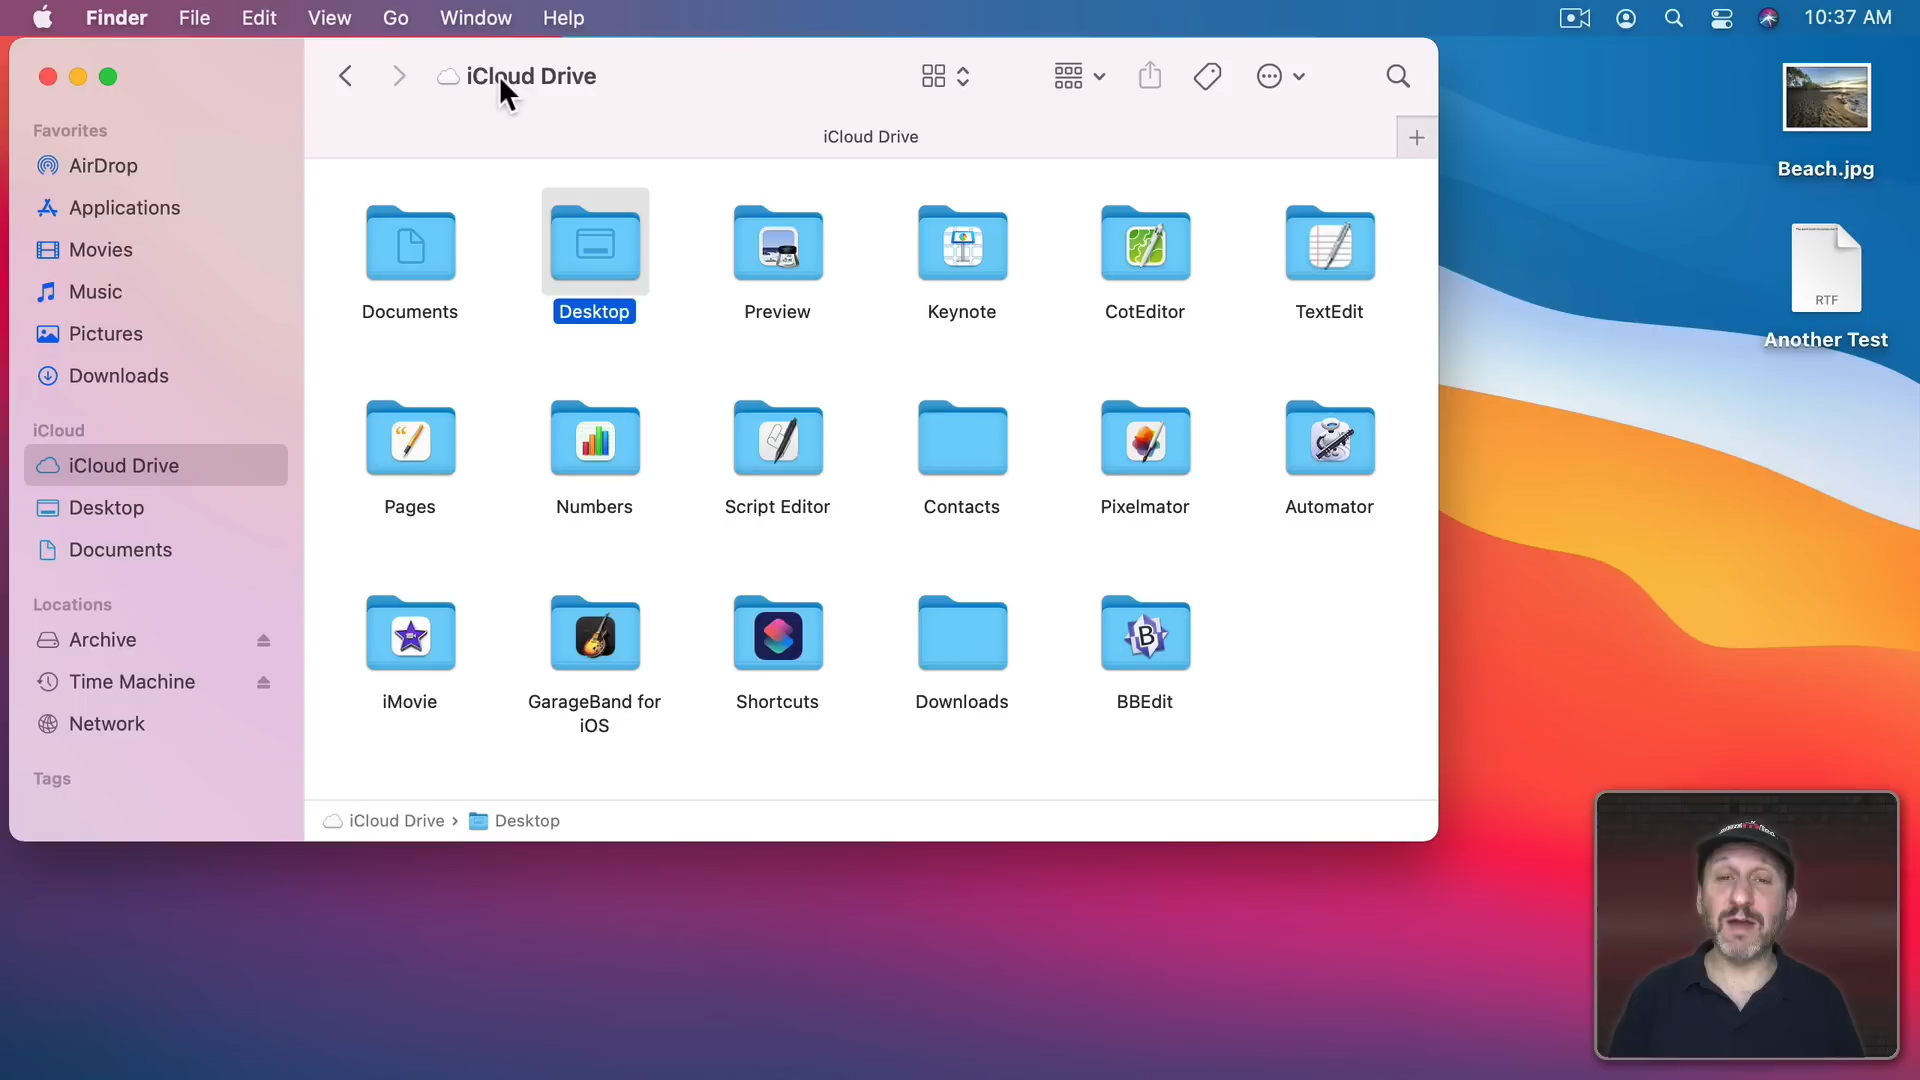 Finder File Edit View Go Window Help 10:37 AM
iCloud Drive
iCloud Drive
Favorites
AirDrop
Applications
Movies
Music
Pictures
Downloads
iCloud
iCloud Drive
Desktop
Documents
Locations
Archive
Time Machine
Network
Tags
Documents Desktop Preview Keynote CotEditor TextEdit
Pages Numbers Script Editor Contacts Pixelmator Automator
iMovie GarageBand for iOS Shortcuts Downloads BBEdit
iCloud Drive › Desktop
Beach.jpg
RTF
Another Test